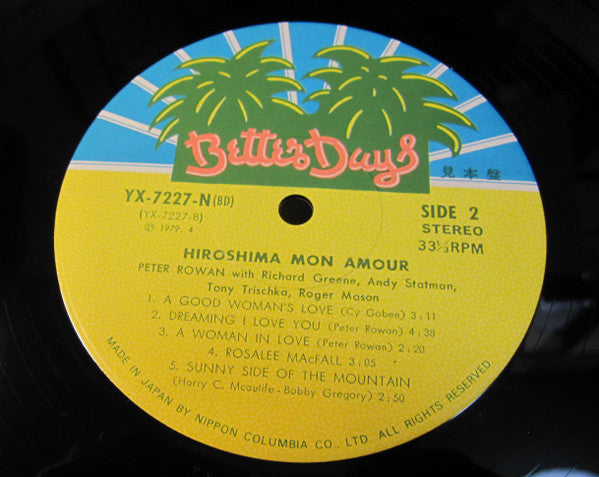 Better Days
見本盤
YX-7227-N(BD)
(YX-7227-B)
Ⓟ 1979. 4
SIDE 2
STEREO
33⅓RPM
HIROSHIMA MON AMOUR
PETER ROWAN with Richard Greene, Andy Statman,
Tony Trischka, Roger Mason
1. A GOOD WOMAN'S LOVE (Cy Goben) 3:11
2. DREAMING I LOVE YOU (Peter Rowan) 4:38
3. A WOMAN IN LOVE (Peter Rowan) 2:20
4. ROSALEE MACFALL 3:05
5. SUNNY SIDE OF THE MOUNTAIN
(Harry C. Mcaulife-Bobby Gregory) 2:50
MADE IN JAPAN BY NIPPON COLUMBIA CO., LTD. ALL RIGHTS RESERVED.